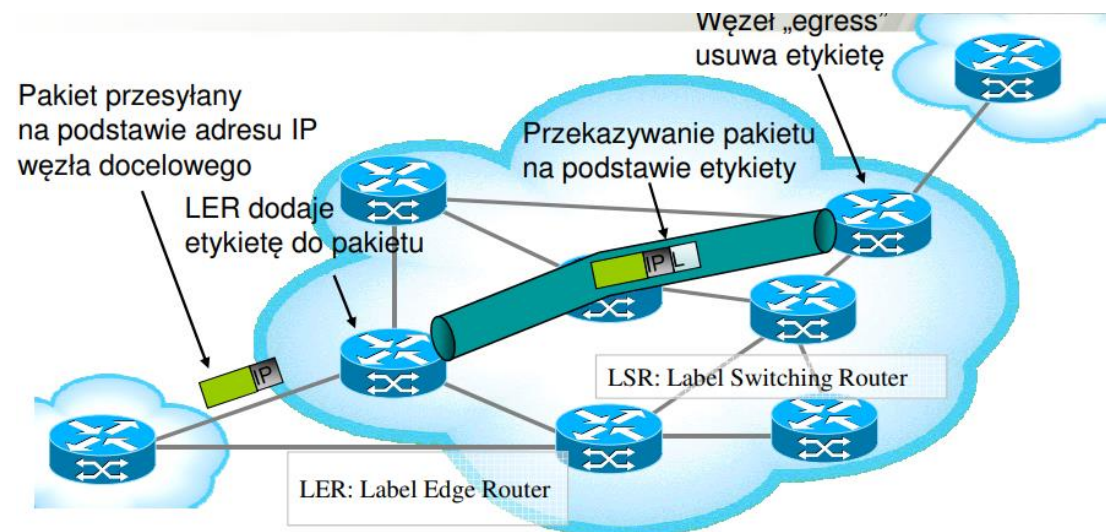 Węzeł „egress”
usuwa etykietę
Pakiet przesyłany
na podstawie adresu IP
węzła docelowego
Przekazywanie pakietu
na podstawie etykiety
LER dodaje
etykietę do pakietu
IP L
IP
LSR: Label Switching Router
LER: Label Edge Router